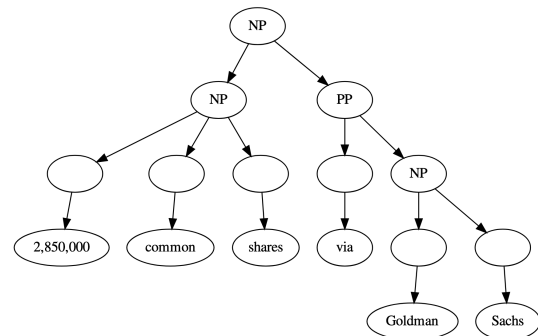 NP
NP PP
NP
2,850,000 common shares via
Goldman Sachs